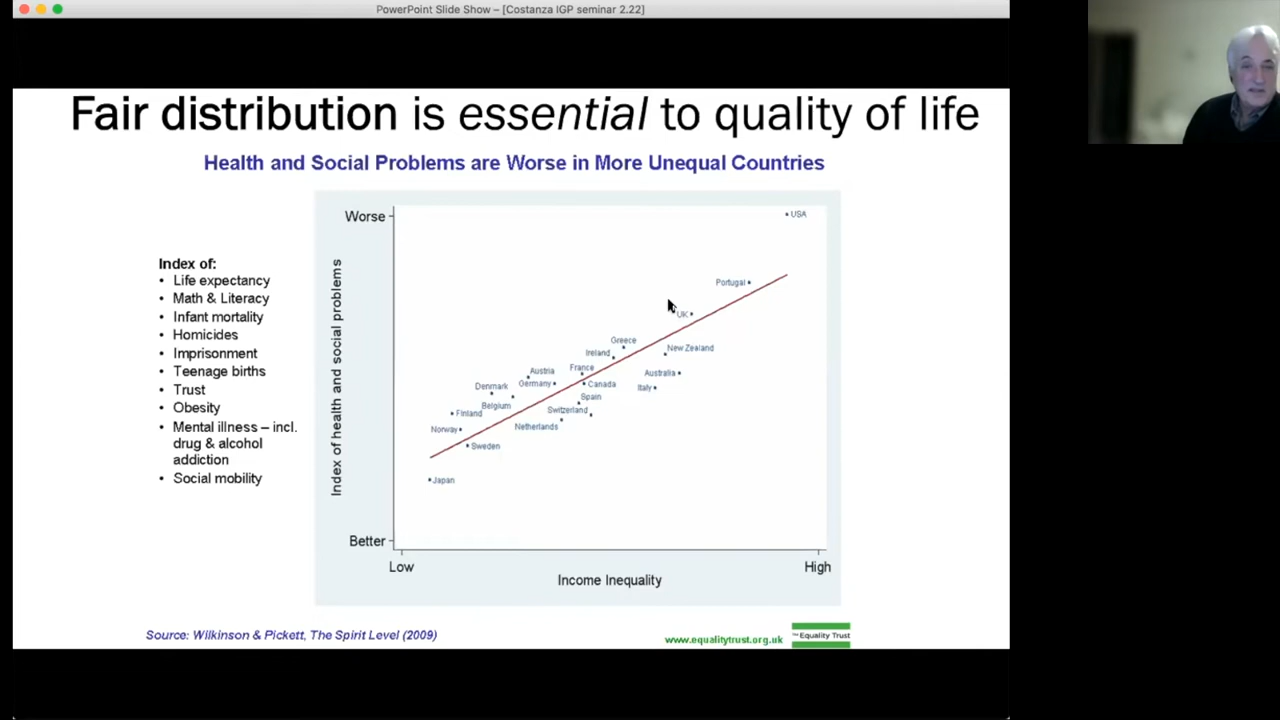 PowerPoint Slide Show – [Costanza IGP seminar 2.22]
Fair distribution is essential to quality of life
Health and Social Problems are Worse in More Unequal Countries
Index of:
• Life expectancy
• Math & Literacy
• Infant mortality
• Homicides
• Imprisonment
• Teenage births
• Trust
• Obesity
• Mental illness – incl.
drug & alcohol
addiction
• Social mobility
Index of health and social problems
Worse
Better
USA
Portugal
UK
Greece
New Zealand
Ireland
France
Austria
Australia
Germany
Canada
Italy
Denmark
Spain
Belgium
Switzerland
Finland
Netherlands
Norway
Sweden
Japan
Low
High
Income Inequality
Source: Wilkinson & Pickett, The Spirit Level (2009)
www.equalitytrust.org.uk
The Equality Trust